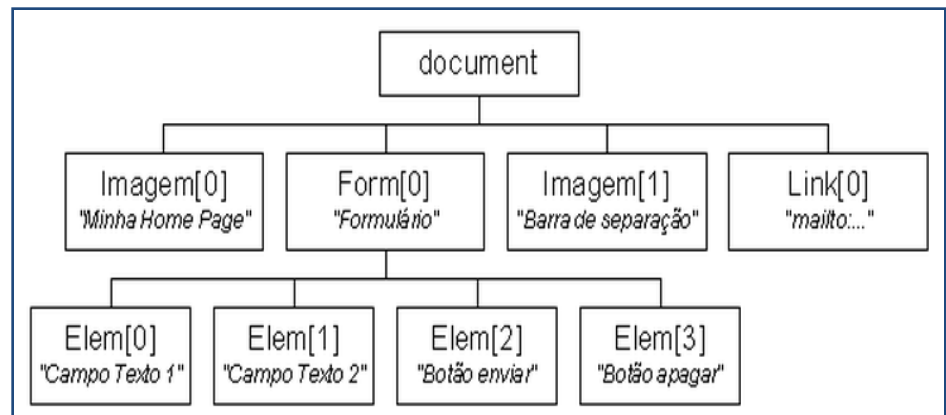 document
Imagem[0]
"Minha Home Page"
Form[0]
"Formulário"
Imagem[1]
"Barra de separação"
Link[0]
"mailto:..."
Elem[0]
"Campo Texto 1"
Elem[1]
"Campo Texto 2"
Elem[2]
"Botão enviar"
Elem[3]
"Botão apagar"